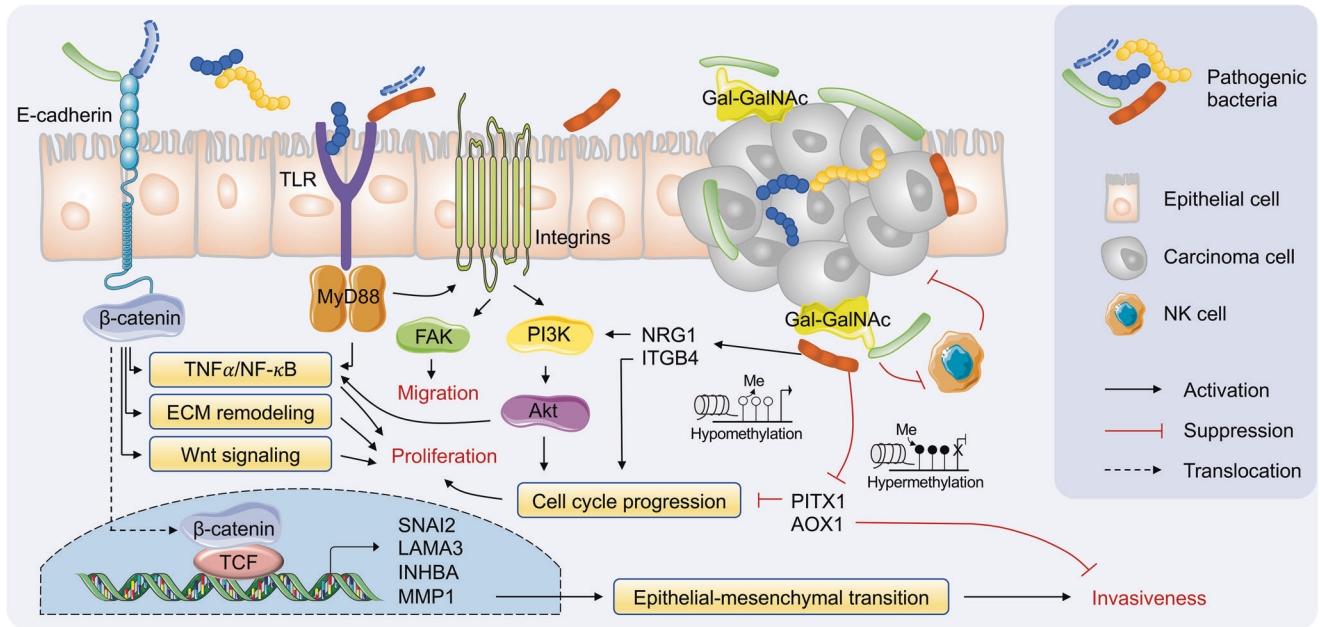 E-cadherin
TLR
Integrins
Gal-GalNAc
MyD88
β-catenin
FAK
PI3K
NRG1
ITGB4
Gal-GalNAc
TNFα/NF-κB
Migration
ECM remodeling
Akt
Me
Hypomethylation
Wnt signaling
Proliferation
Me
Hypermethylation
Cell cycle progression
PITX1
AOX1
β-catenin
TCF
SNAI2
LAMA3
INHBA
MMP1
Epithelial-mesenchymal transition
Invasiveness
Pathogenic
bacteria
Epithelial cell
Carcinoma cell
NK cell
Activation
Suppression
Translocation